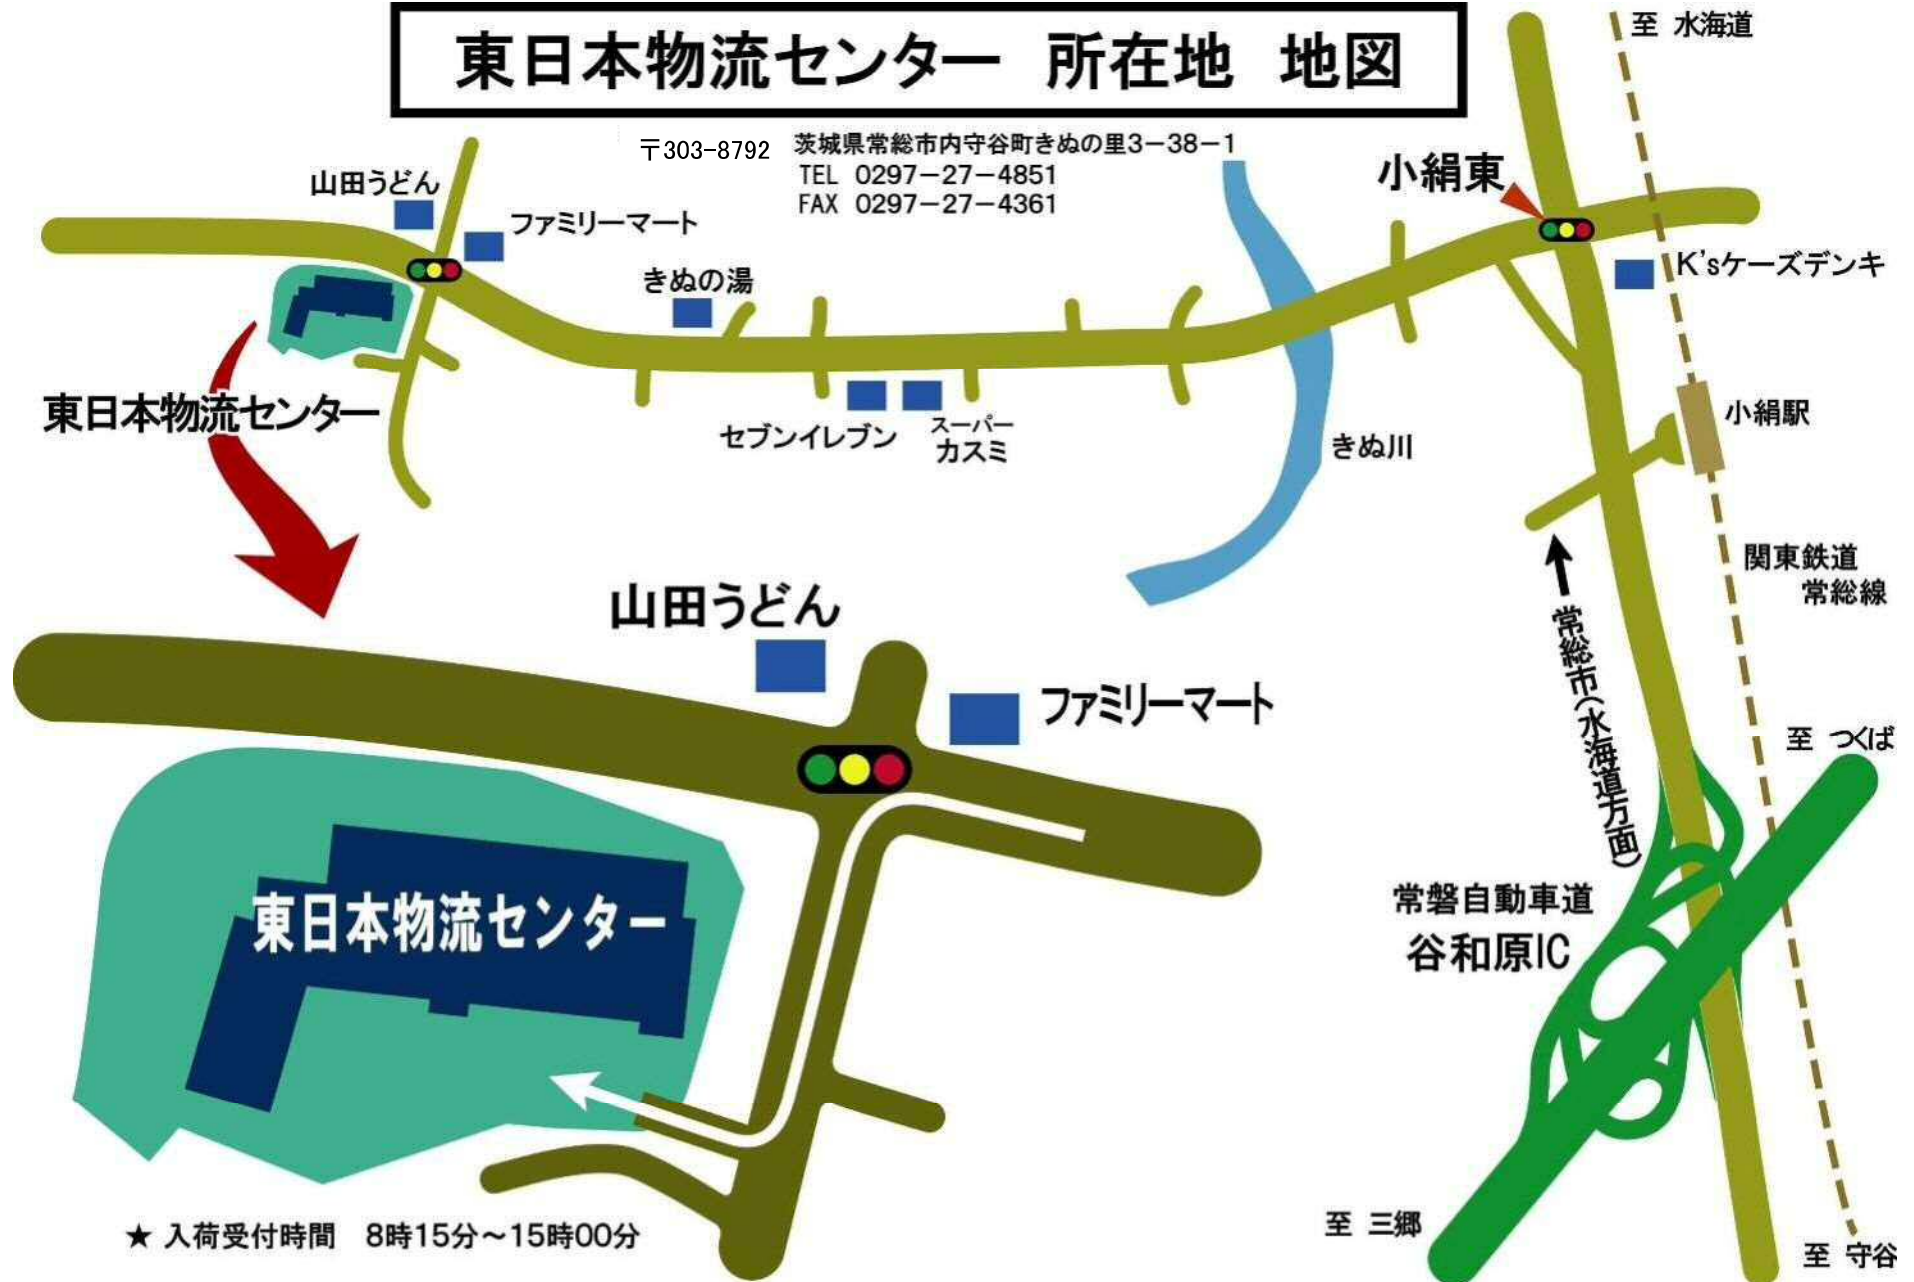 東日本物流センター 所在地 地図
〒303-8792 茨城県常総市内守谷町きぬの里3－38－1
TEL 0297－27－4851
FAX 0297－27－4361
至 水海道
小絹東
山田うどん
ファミリーマート
きぬの湯
K'sケーズデンキ
東日本物流センター
セブンイレブン
スーパー
カスミ
きぬ川
小絹駅
関東鉄道
常総線
常総市(水海道方面)
山田うどん
ファミリーマート
至 つくば
東日本物流センター
常磐自動車道
谷和原IC
至 三郷
至 守谷
★ 入荷受付時間 8時15分～15時00分